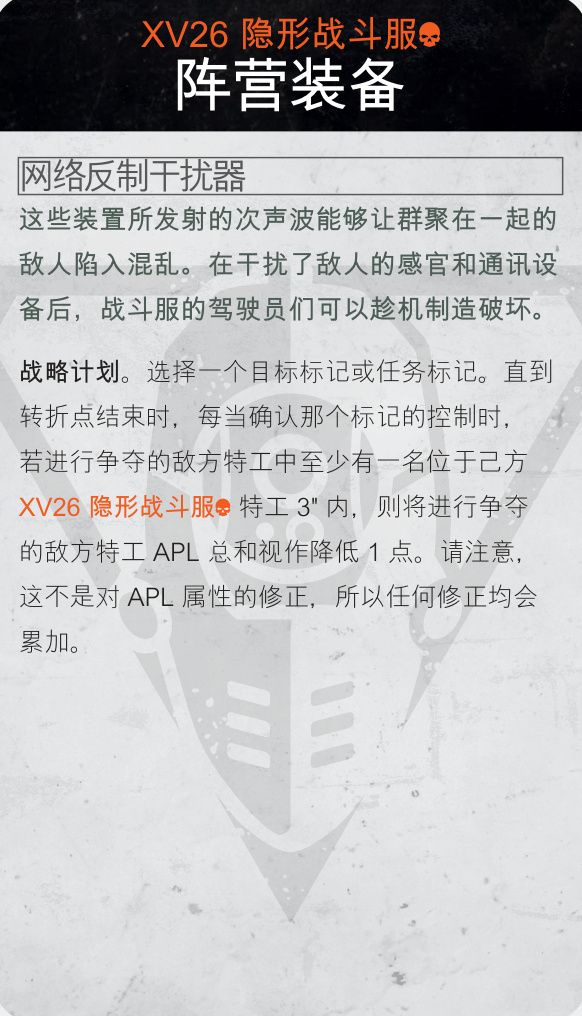 XV26 隐形战斗服
阵营装备
网络反制干扰器
这些装置所发射的次声波能够让群聚在一起的
敌人陷入混乱。在干扰了敌人的感官和通讯设
备后，战斗服的驾驶员们可以趁机制造破坏。
战略计划。选择一个目标标记或任务标记。直到
转折点结束时，每当确认那个标记的控制时，
若进行争夺的敌方特工中至少有一名位于己方
XV26 隐形战斗服 特工 3" 内，则将进行争夺
的敌方特工 APL 总和视作降低 1 点。请注意，
这不是对 APL 属性的修正，所以任何修正均会
累加。